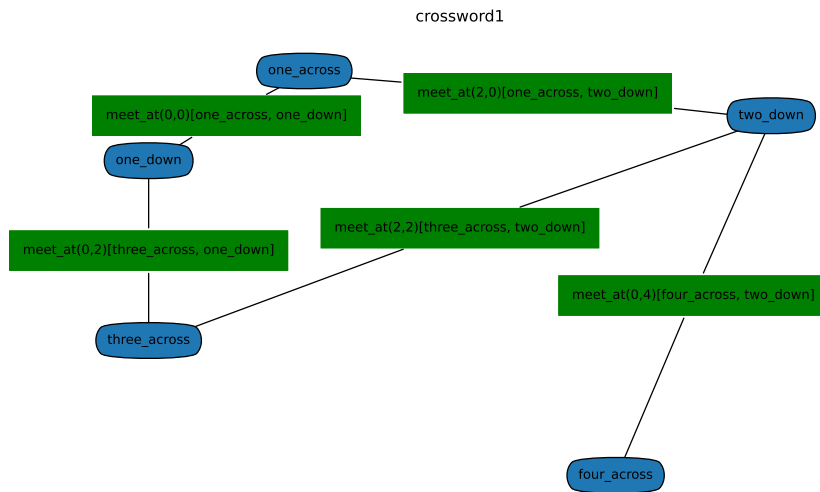 crossword1
one_across
meet_at(2,0)[one_across, two_down]
meet_at(0,0)[one_across, one_down]
two_down
one_down
meet_at(2,2)[three_across, two_down]
meet_at(0,2)[three_across, one_down]
meet_at(0,4)[four_across, two_down]
three_across
four_across